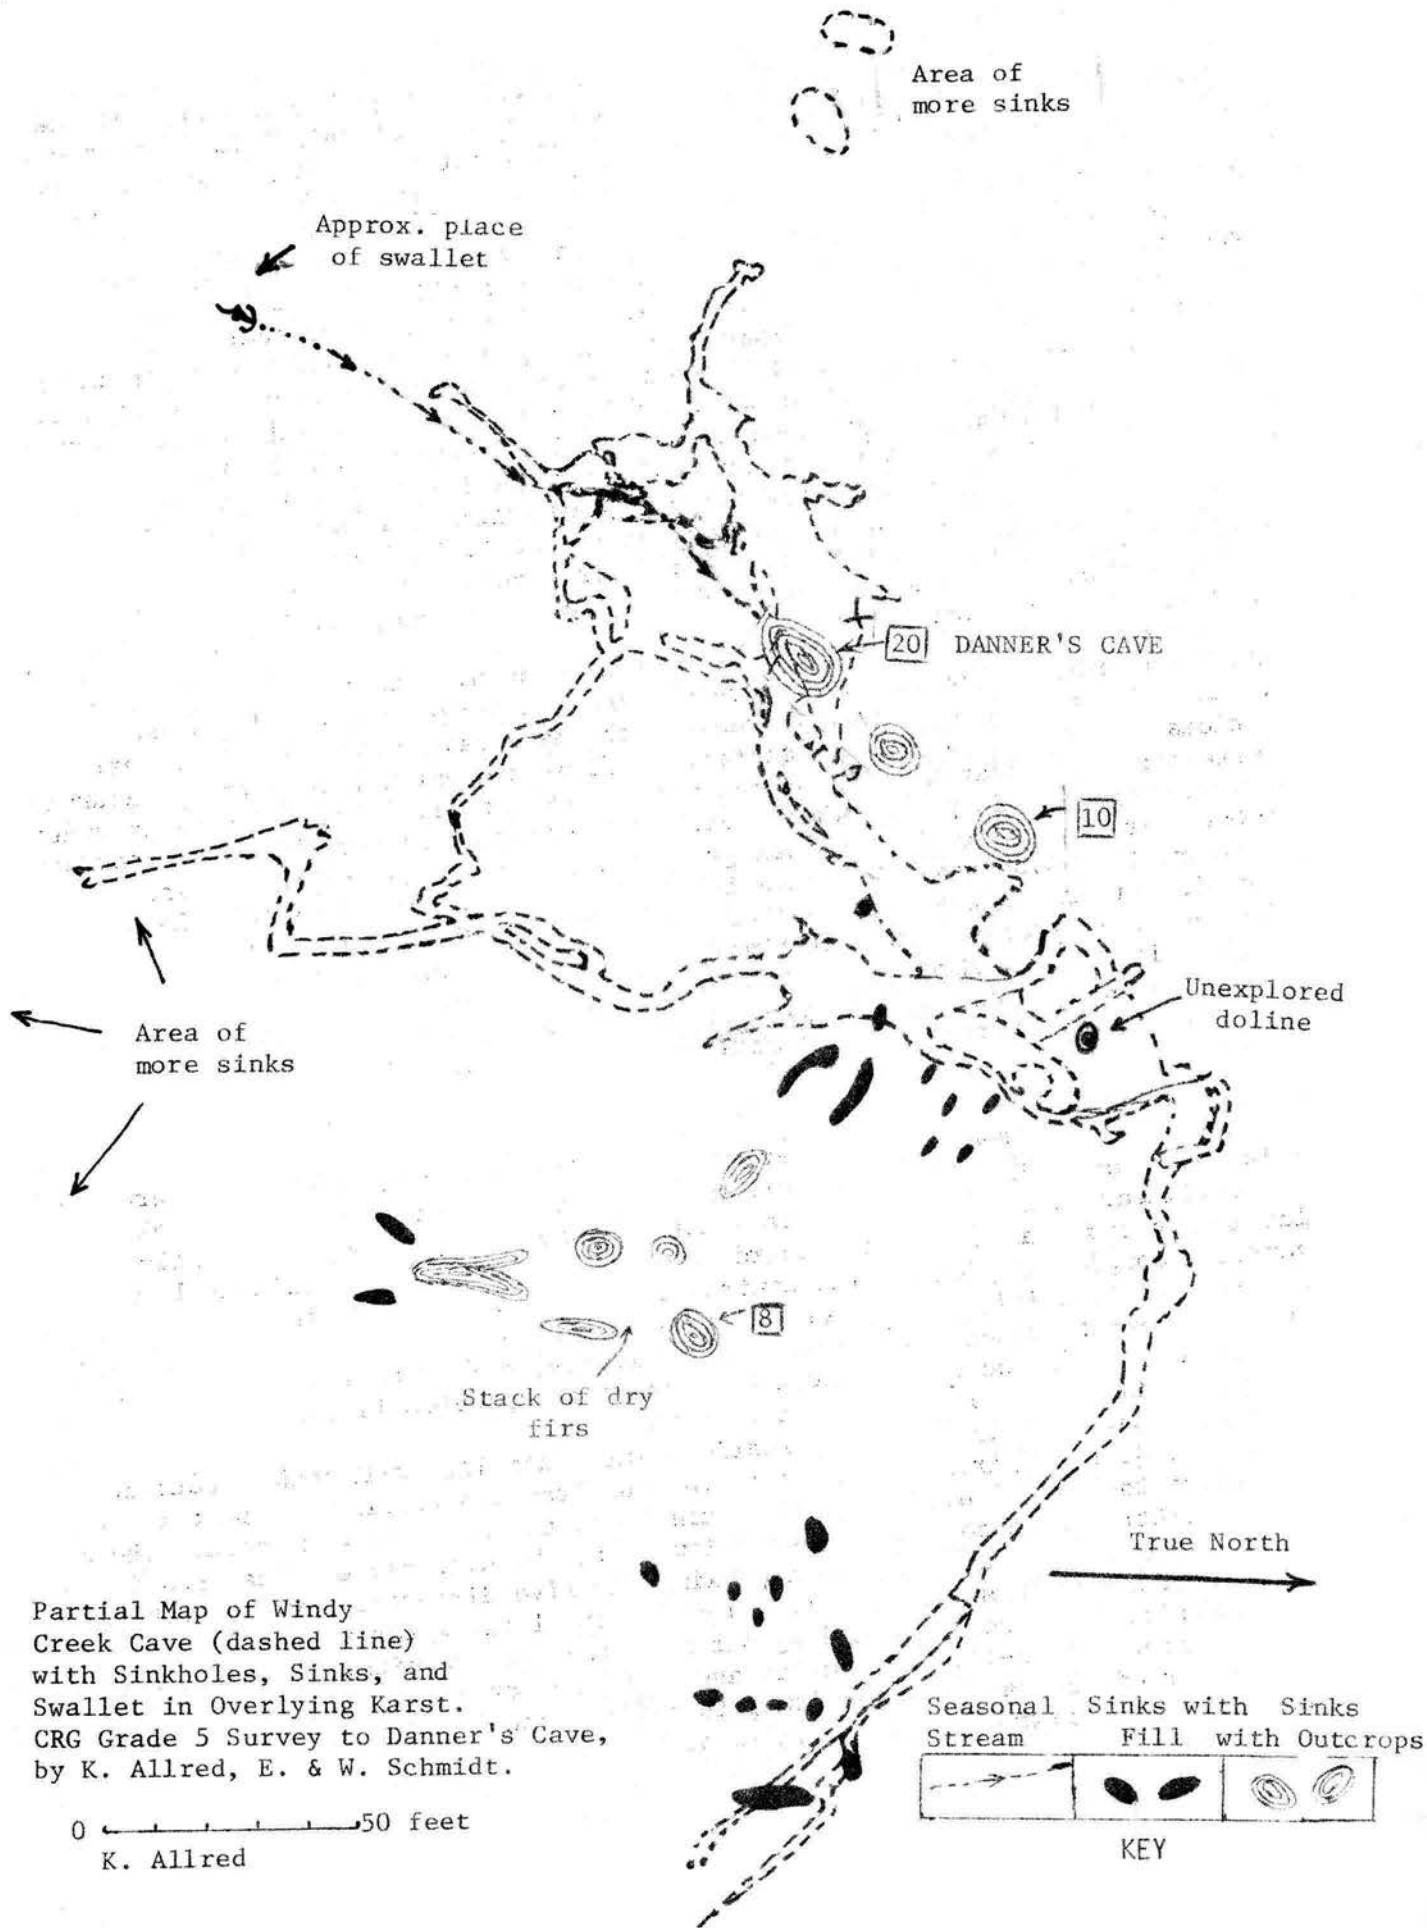 Area of
more sinks
Approx. place
of swallet
20 DANNER'S CAVE
10
Unexplored
doline
Area of
more sinks
8
Stack of dry
firs
True North
Partial Map of Windy
Creek Cave (dashed line)
with Sinkholes, Sinks, and
Swallet in Overlying Karst.
CRG Grade 5 Survey to Danner's Cave,
by K. Allred, E. & W. Schmidt.
0 50 feet
K. Allred
Seasonal Sinks with Sinks
Stream Fill with Outcrops
KEY